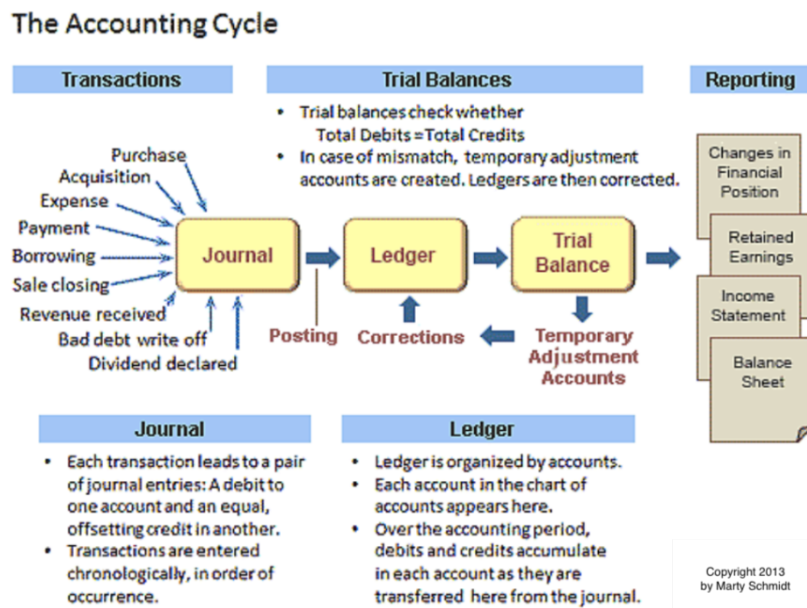 The Accounting Cycle
Transactions
Trial Balances
Reporting
• Trial balances check whether
Total Debits =Total Credits
• In case of mismatch, temporary adjustment
accounts are created. Ledgers are then corrected.
Purchase
Acquisition
Expense
Payment
Borrowing
Sale closing
Revenue received
Bad debt write off
Dividend declared
Journal
Ledger
Trial
Balance
Posting
Corrections
Temporary
Adjustment
Accounts
Changes in
Financial
Position
Retained
Earnings
Income
Statement
Balance
Sheet
Journal
• Each transaction leads to a pair
of journal entries: A debit to
one account and an equal,
offsetting credit in another.
• Transactions are entered
chronologically, in order of
occurrence.
Ledger
• Ledger is organized by accounts.
• Each account in the chart of
accounts appears here.
• Over the accounting period,
debits and credits accumulate
in each account as they are
transferred here from the journal.
Copyright 2013
by Marty Schmidt